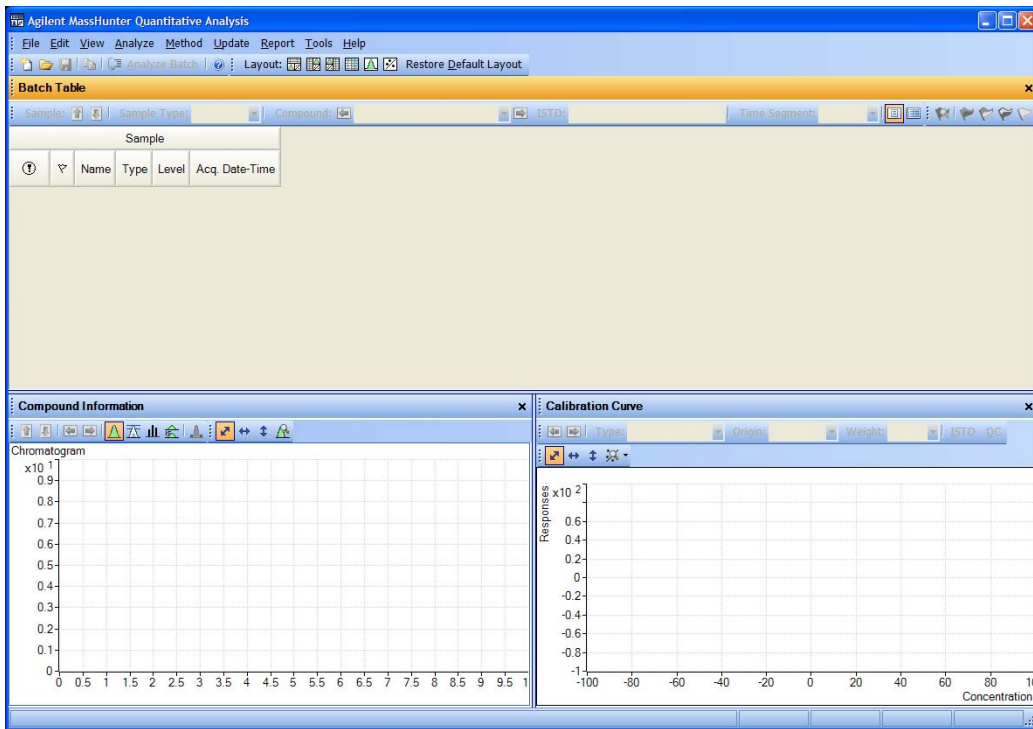 Agilent MassHunter Quantitative Analysis
File Edit View Analyze Method Update Report Tools Help
Analyze Batch Layout: Restore Default Layout
Batch Table
Sample: Sample Type: Compound: ISTD: Time Segment:
Sample
Name Type Level Acq. Date-Time
Compound Information
Chromatogram
x10 1
0.9
0.8
0.7
0.6
0.5
0.4
0.3
0.2
0.1
0
0 0.5 1 1.5 2 2.5 3 3.5 4 4.5 5 5.5 6 6.5 7 7.5 8 8.5 9 9.5 1
Calibration Curve
Type: Origin: Weight: ISTD QC
Responses
x10 2
0.6
0.4
0.2
0
-0.2
-0.4
-0.6
-0.8
-1
-100 -80 -60 -40 -20 0 20 40 60 80 10
Concentration